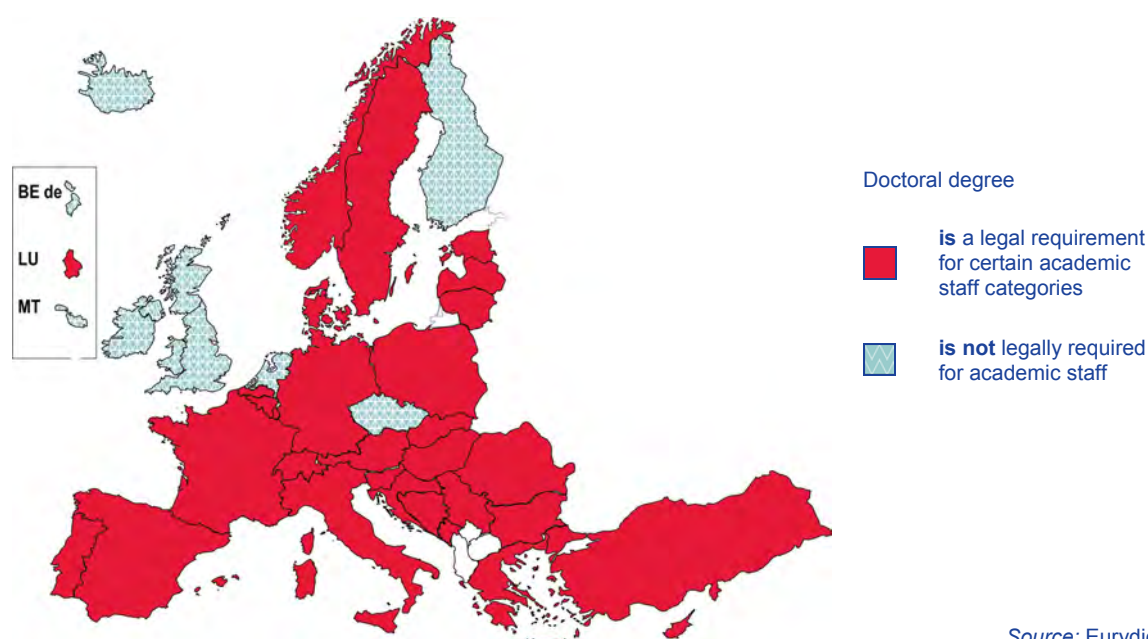 BE de
LU
MT
Doctoral degree
is a legal requirement
for certain academic
staff categories
is not legally required
for academic staff
Source: